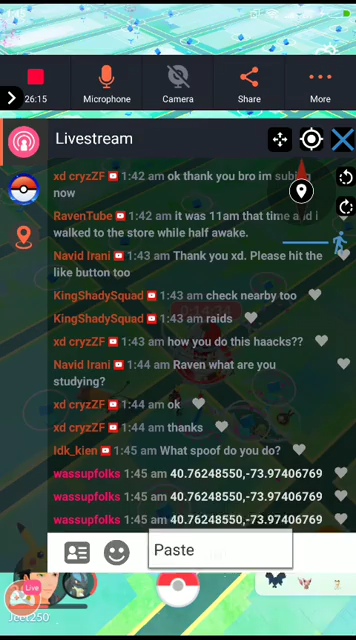 26:15
Microphone
Camera
Share
More
Livestream
xd cryzZF 1:42 am ok thank you bro im subing
now
RavenTube 1:42 am it was 11am that time and i
walked to the store while half awake.
Navid Irani 1:43 am Thank you xd. Please hit the
like button too
KingShadySquad 1:43 am check nearby too
KingShadySquad 1:43 am raids
xd cryzZF 1:43 am how you do this haacks??
Navid Irani 1:44 am Raven what are you
studying?
xd cryzZF 1:44 am ok
xd cryzZF 1:44 am thanks
Idk_kien 1:45 am What spoof do you do?
wassupfolks 1:45 am 40.76248550,-73.97406769
wassupfolks 1:45 am 40.76248550,-73.97406769
wassupfolks 1:45 am 40.76248550,-73.97406769
Paste
Live
Jeet250